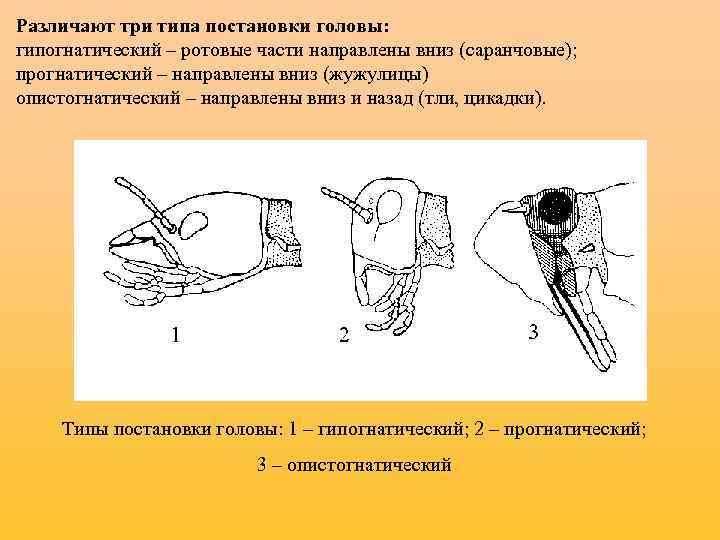 Различают три типа постановки головы:
гипогнатический – ротовые части направлены вниз (саранчовые);
прогнатический – направлены вниз (жужулицы)
опистогнатический – направлены вниз и назад (тли, цикадки).
1
2
3
Типы постановки головы: 1 – гипогнатический; 2 – прогнатический;
3 – опистогнатический